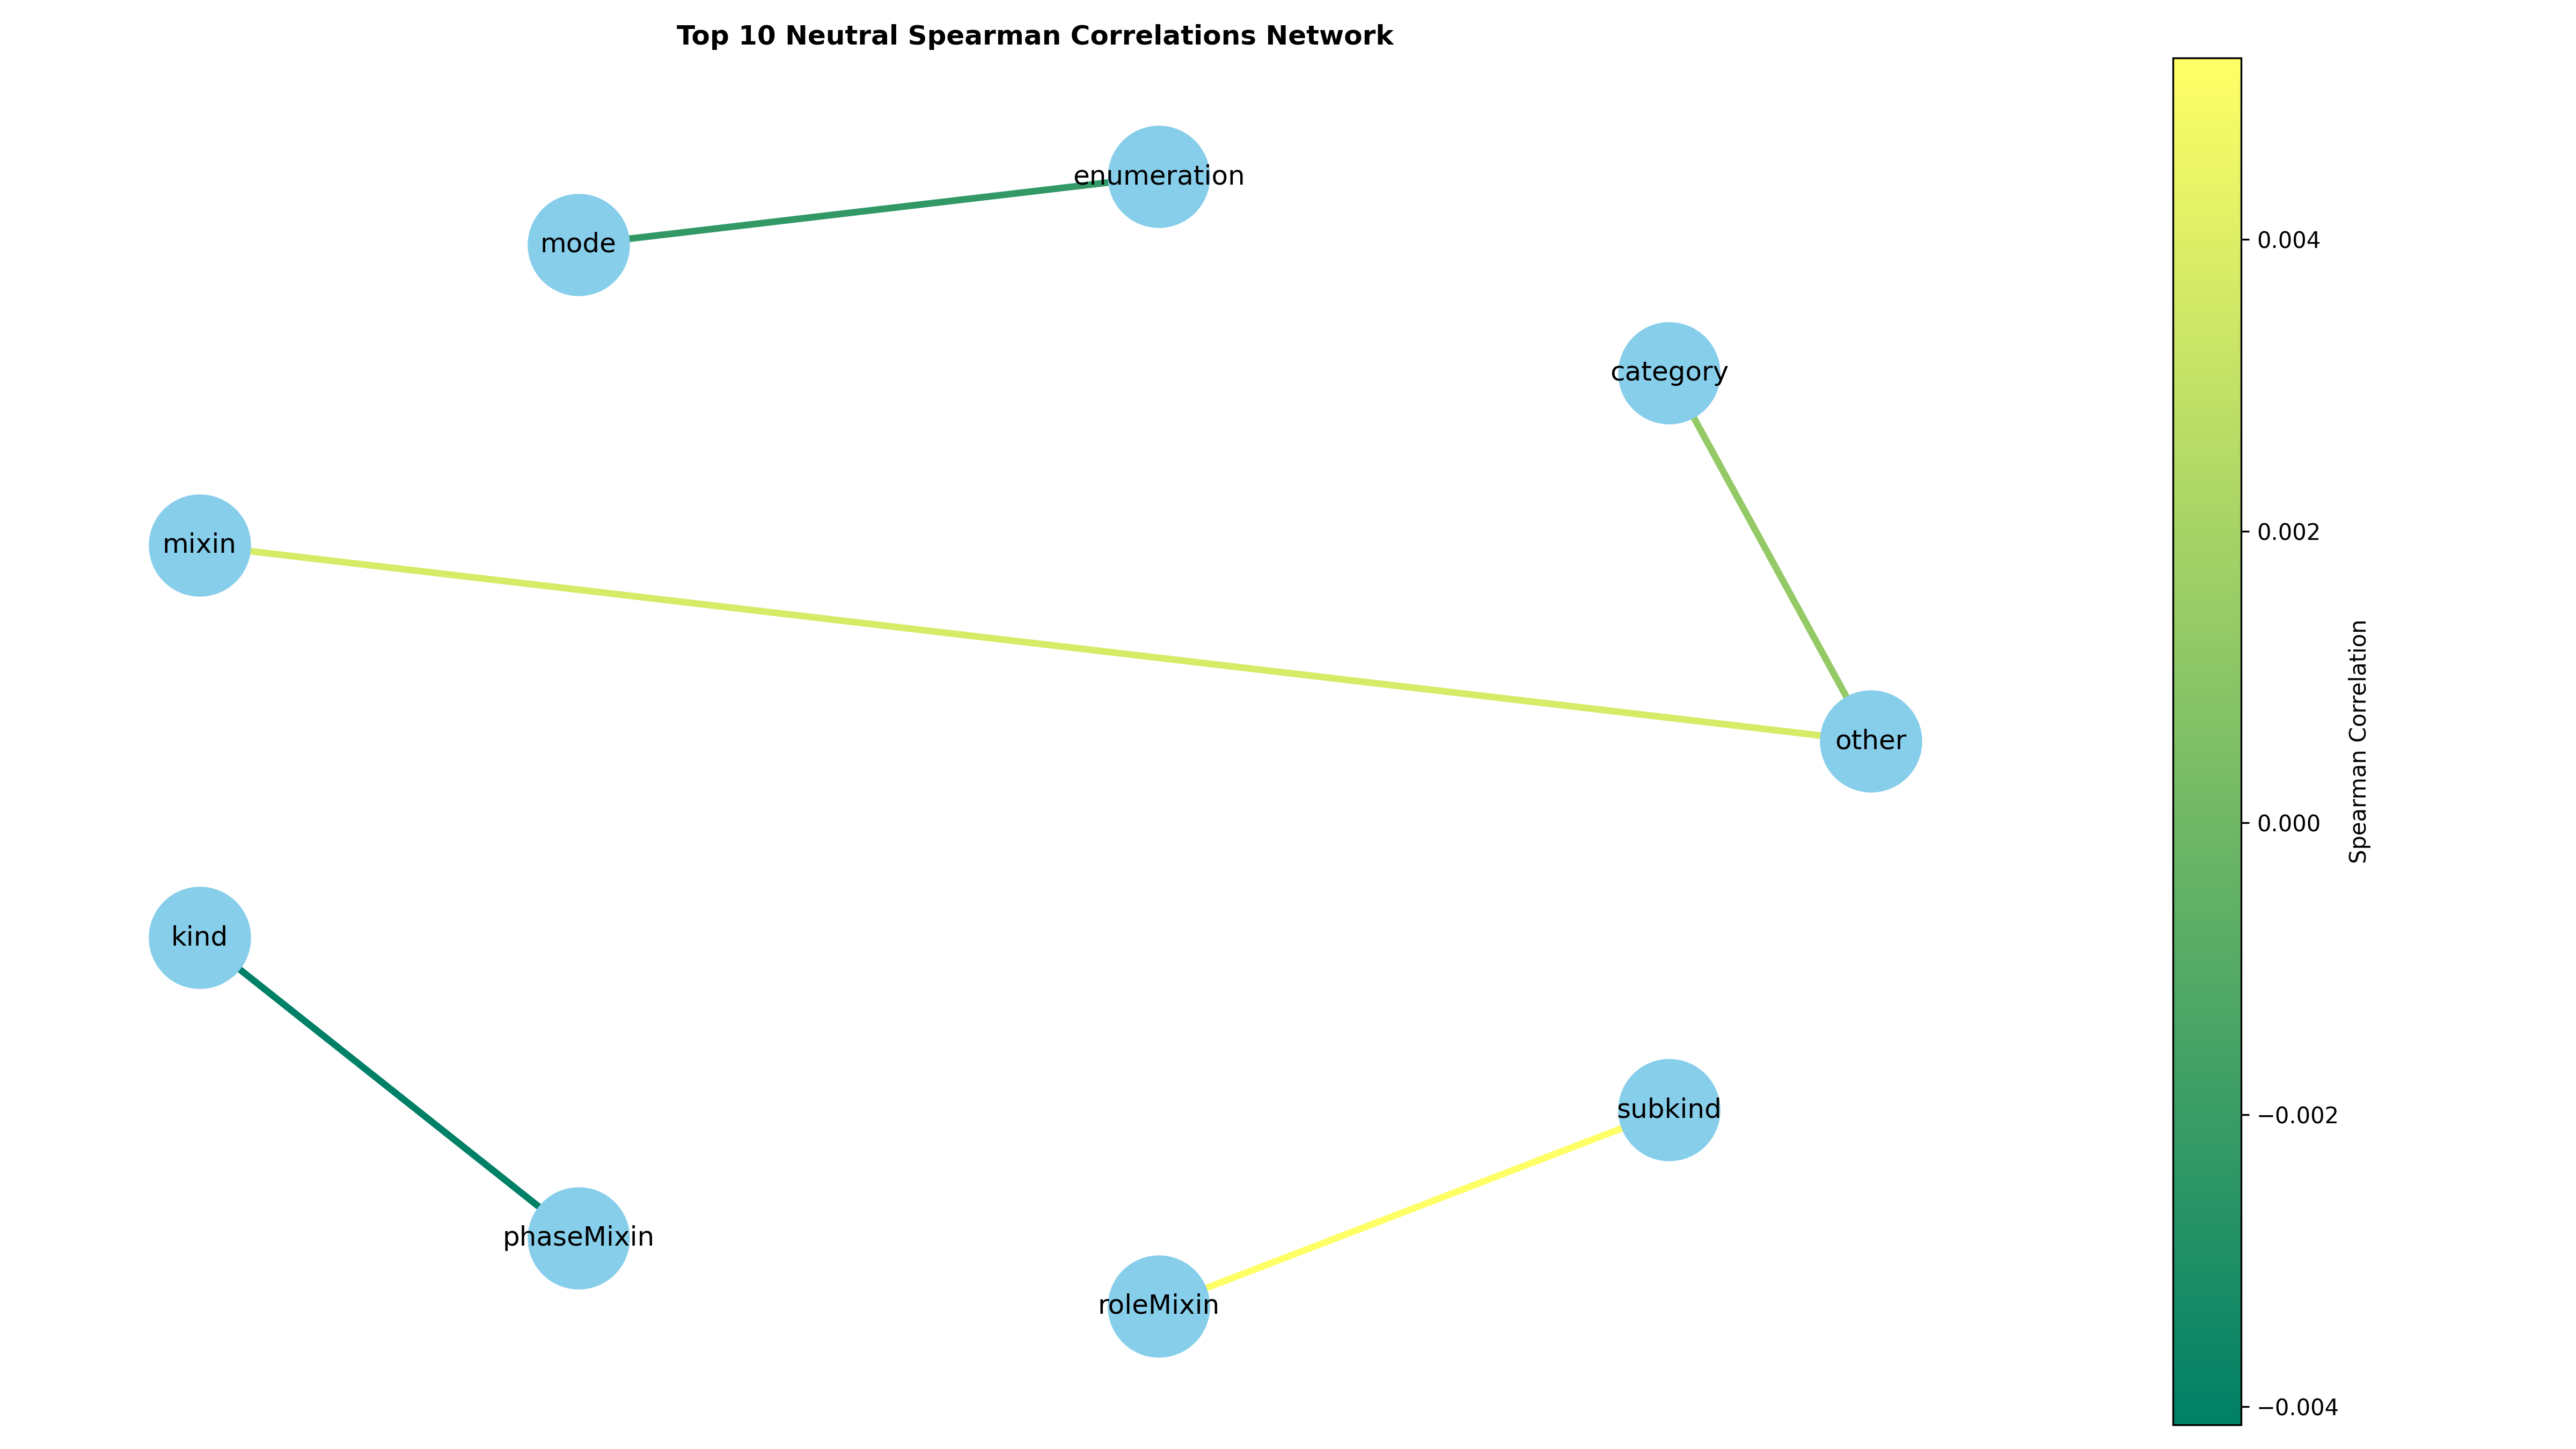 Top 10 Neutral Spearman Correlations Network
enumeration
mode
category
mixin
other
kind
subkind
phaseMixin
roleMixin
0.004
0.002
0.000
−0.002
−0.004
Spearman Correlation